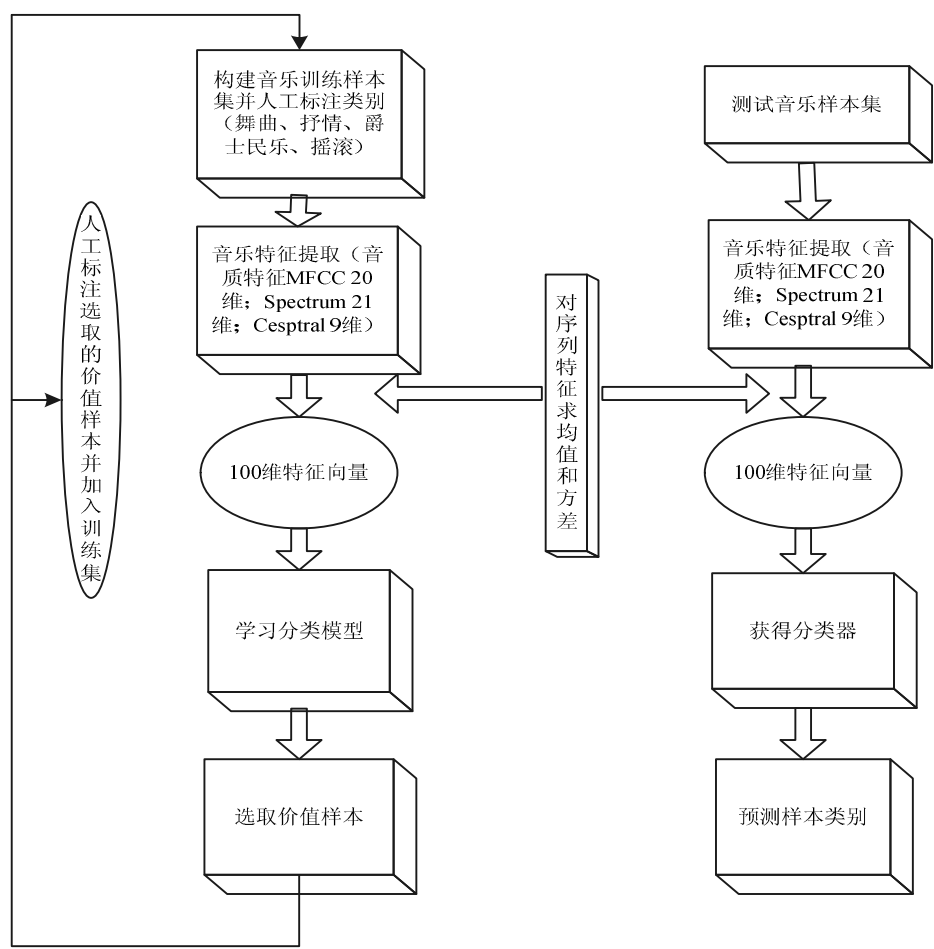 构建音乐训练样本
集并人工标注类别
（舞曲、抒情、爵
士民乐、摇滚）
音乐特征提取（音
质特征MFCC 20
维；Spectrum 21
维；Cesptral 9维）
100维特征向量
学习分类模型
选取价值样本
人工标注选取的价值样本并加入训练集
对序列特征求均值和方差
测试音乐样本集
音乐特征提取（音
质特征MFCC 20
维；Spectrum 21
维；Cesptral 9维）
100维特征向量
获得分类器
预测样本类别